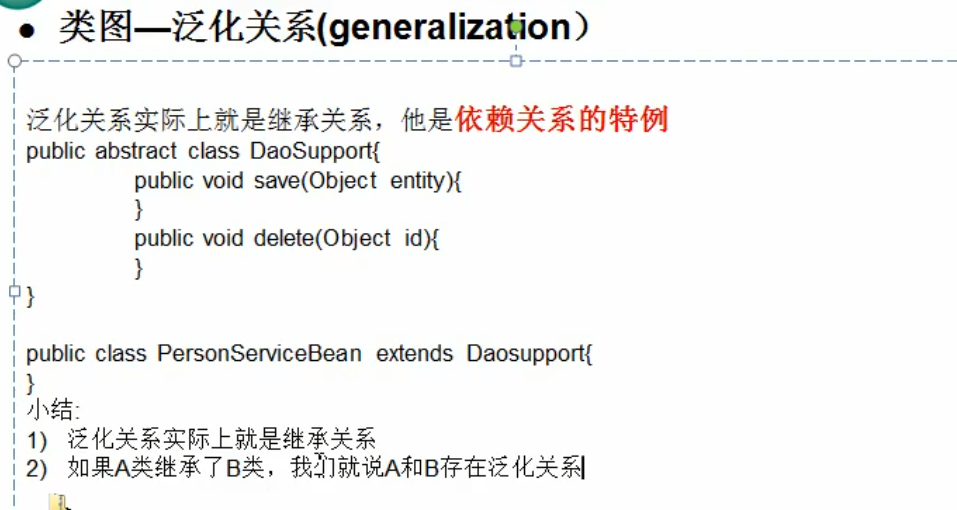 • 类图—泛化关系(generalization）
泛化关系实际上就是继承关系，他是依赖关系的特例
public abstract class DaoSupport{
public void save(Object entity){
}
public void delete(Object id){
}
}
public class PersonServiceBean extends Daosupport{
}
小结:
1) 泛化关系实际上就是继承关系
2) 如果A类继承了B类，我们就说A和B存在泛化关系